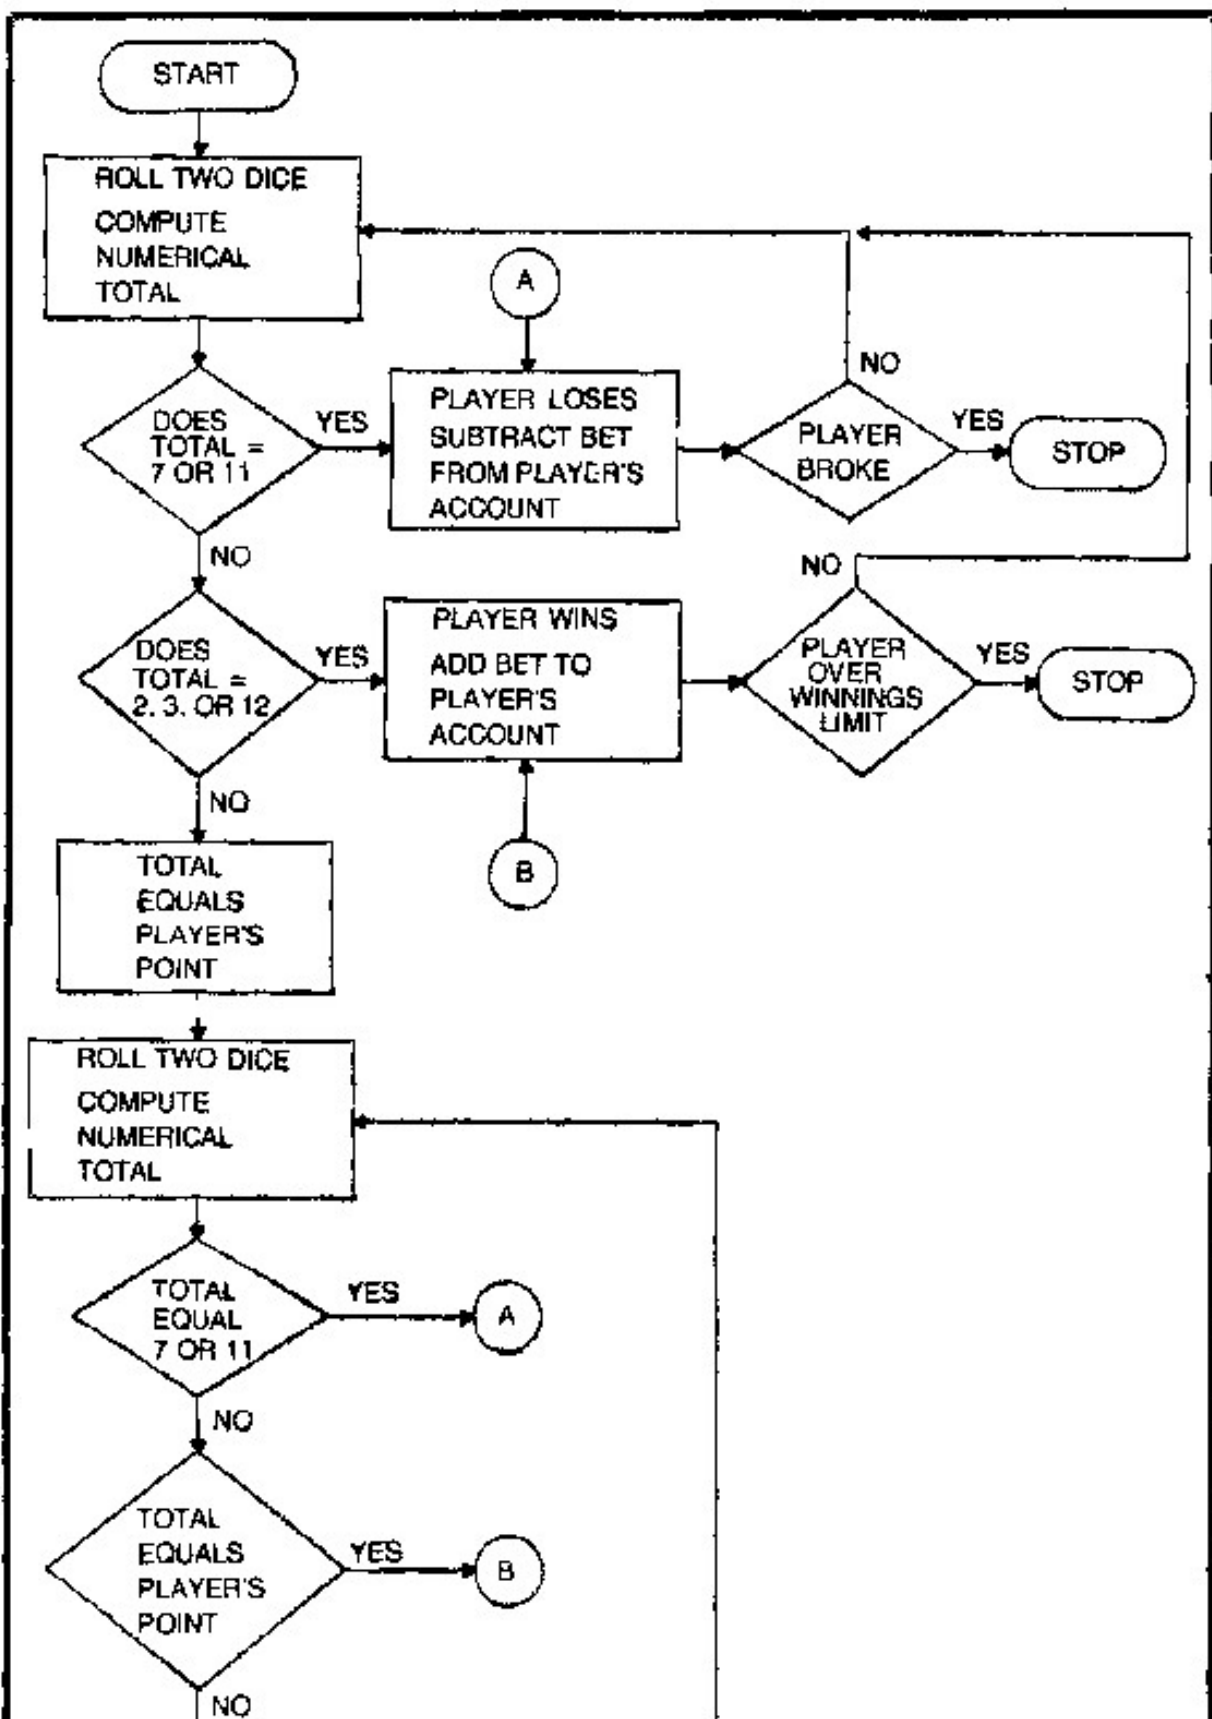 START
ROLL TWO DICE
COMPUTE
NUMERICAL
TOTAL
A
DOES
TOTAL =
7 OR 11
YES
PLAYER LOSES
SUBTRACT BET
FROM PLAYER'S
ACCOUNT
PLAYER
BROKE
NO
YES
STOP
NO
DOES
TOTAL =
2, 3, OR 12
YES
PLAYER WINS
ADD BET TO
PLAYER'S
ACCOUNT
NO
PLAYER
OVER
WINNINGS
LIMIT
YES
STOP
NO
B
TOTAL
EQUALS
PLAYER'S
POINT
ROLL TWO DICE
COMPUTE
NUMERICAL
TOTAL
TOTAL
EQUAL
7 OR 11
YES
A
NO
TOTAL
EQUALS
PLAYER'S
POINT
YES
B
NO